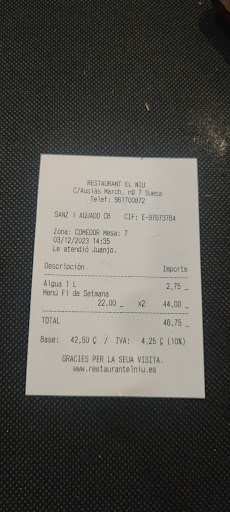 RESTAURANT EL NIU
C/Ausiàs March, nº 7 Sueca
Telef: 961700872
SANZ I AGUADO CB CIF: E-97673784
Zona: COMEDOR Mesa: 7
03/12/2023 14:35
Le atendió Juanjo.
Descripción Importe
Aigua 1 L 2,75 _
Menú Fi de Setmana
22,00 _ x2 44,00 _
TOTAL 46,75 _
Base: 42,50 Ç / IVA: 4,25 Ç (10%)
GRACIES PER LA SEUA VISITA.
www.restaurantelniu.es